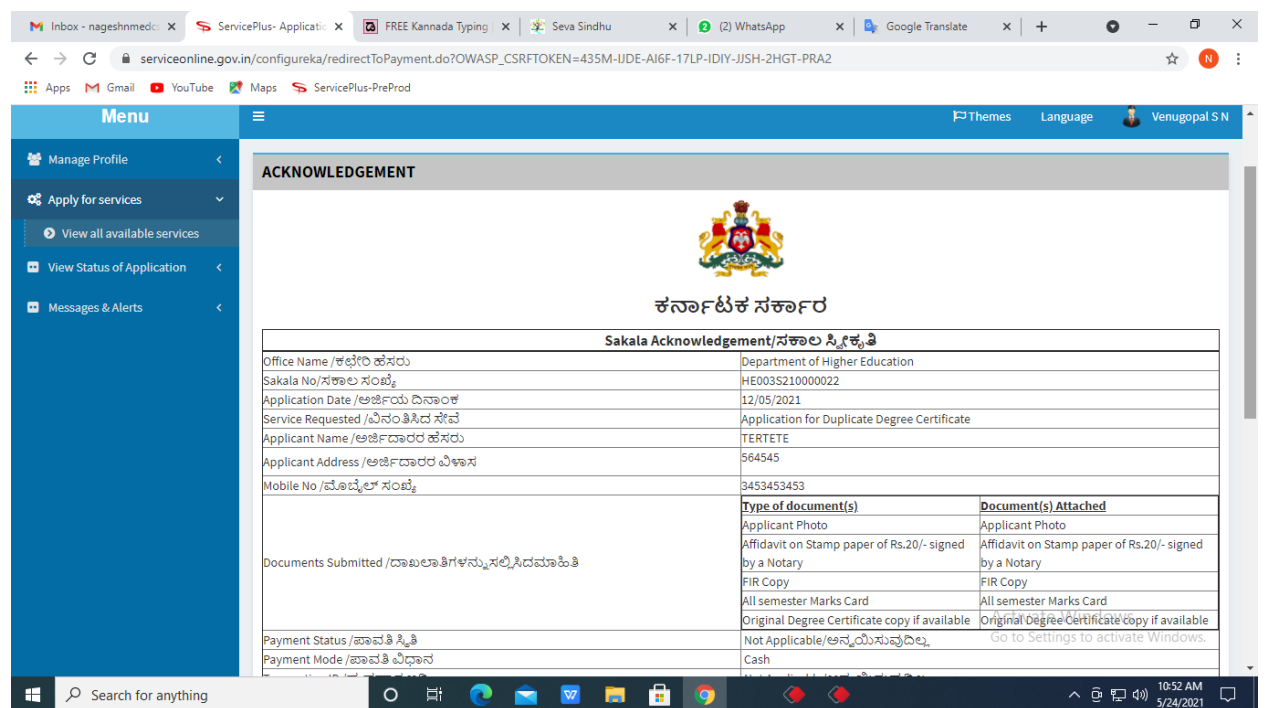 Inbox - nageshnmedcs
ServicePlus- Applicatio
FREE Kannada Typing
Seva Sindhu
(2) WhatsApp
Google Translate
serviceonline.gov.in/configureka/redirectToPayment.do?OWASP_CSRFTOKEN=435M-IJDE-AI6F-17LP-IDIY-JJSH-2HGT-PRA2
N
Apps Gmail YouTube Maps ServicePlus-PreProd
Menu
Themes Language Venugopal S N
Manage Profile
Apply for services
View all available services
View Status of Application
Messages & Alerts
ACKNOWLEDGEMENT
ಕರ್ನಾಟಕ ಸರ್ಕಾರ
Sakala Acknowledgement/ಸಕಾಲ ಸ್ವೀಕೃತಿ
Office Name /ಕಛೇರಿ ಹೆಸರು Department of Higher Education
Sakala No/ಸಕಾಲ ಸಂಖ್ಯೆ HE003S210000022
Application Date /ಅರ್ಜಿಯ ದಿನಾಂಕ 12/05/2021
Service Requested /ವಿನಂತಿಸಿದ ಸೇವೆ Application for Duplicate Degree Certificate
Applicant Name /ಅರ್ಜಿದಾರರ ಹೆಸರು TERTETE
Applicant Address /ಅರ್ಜಿದಾರರ ವಿಳಾಸ 564545
Mobile No /ಮೊಬೈಲ್ ಸಂಖ್ಯೆ 3453453453
Documents Submitted /ದಾಖಲಾತಿಗಳನ್ನು ಸಲ್ಲಿಸಿದಮಾಹಿತಿ
Type of document(s) Document(s) Attached
Applicant Photo Applicant Photo
Affidavit on Stamp paper of Rs.20/- signed Affidavit on Stamp paper of Rs.20/- signed
by a Notary by a Notary
FIR Copy FIR Copy
All semester Marks Card All semester Marks Card
Original Degree Certificate copy if available Original Degree Certificate copy if available
Payment Status /ಪಾವತಿ ಸ್ಥಿತಿ Not Applicable/ಅನ್ವಯಿಸುವುದಿಲ್ಲ
Payment Mode /ಪಾವತಿ ವಿಧಾನ Cash
Activate Windows
Go to Settings to activate Windows.
Search for anything
10:52 AM
5/24/2021